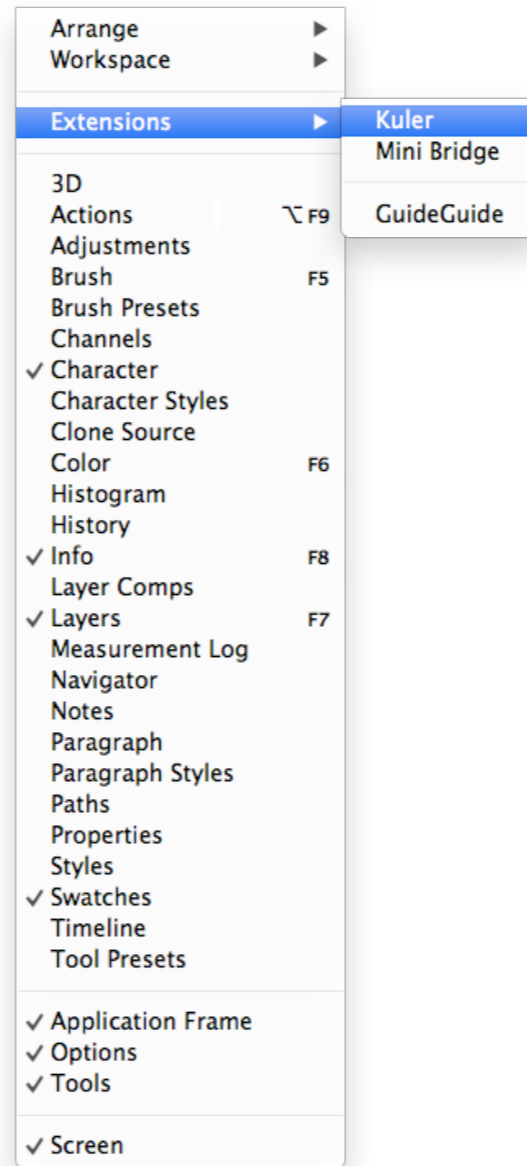 Arrange ▶
Workspace ▶
Extensions ▶
Kuler
Mini Bridge
GuideGuide
3D
Actions ⌥ F9
Adjustments
Brush F5
Brush Presets
Channels
✓ Character
Character Styles
Clone Source
Color F6
Histogram
History
✓ Info F8
Layer Comps
✓ Layers F7
Measurement Log
Navigator
Notes
Paragraph
Paragraph Styles
Paths
Properties
Styles
✓ Swatches
Timeline
Tool Presets
✓ Application Frame
✓ Options
✓ Tools
✓ Screen